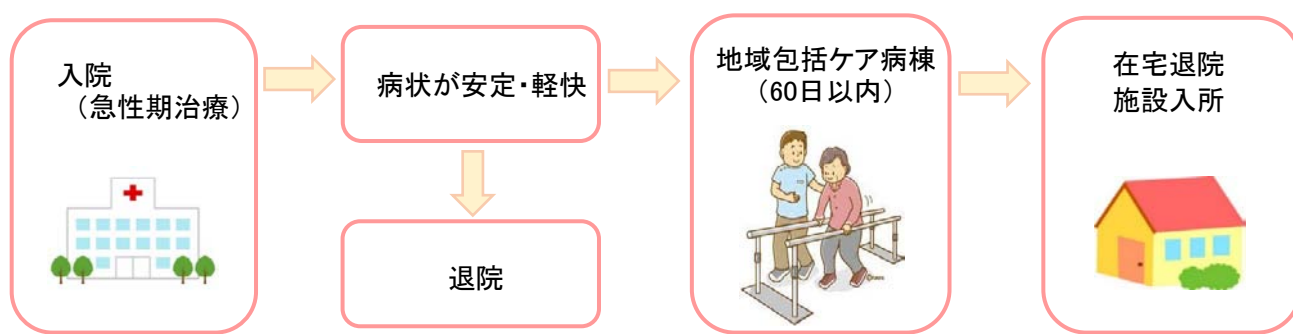 入院
（急性期治療）
病状が安定・軽快
退院
地域包括ケア病棟
（60日以内）
在宅退院
施設入所